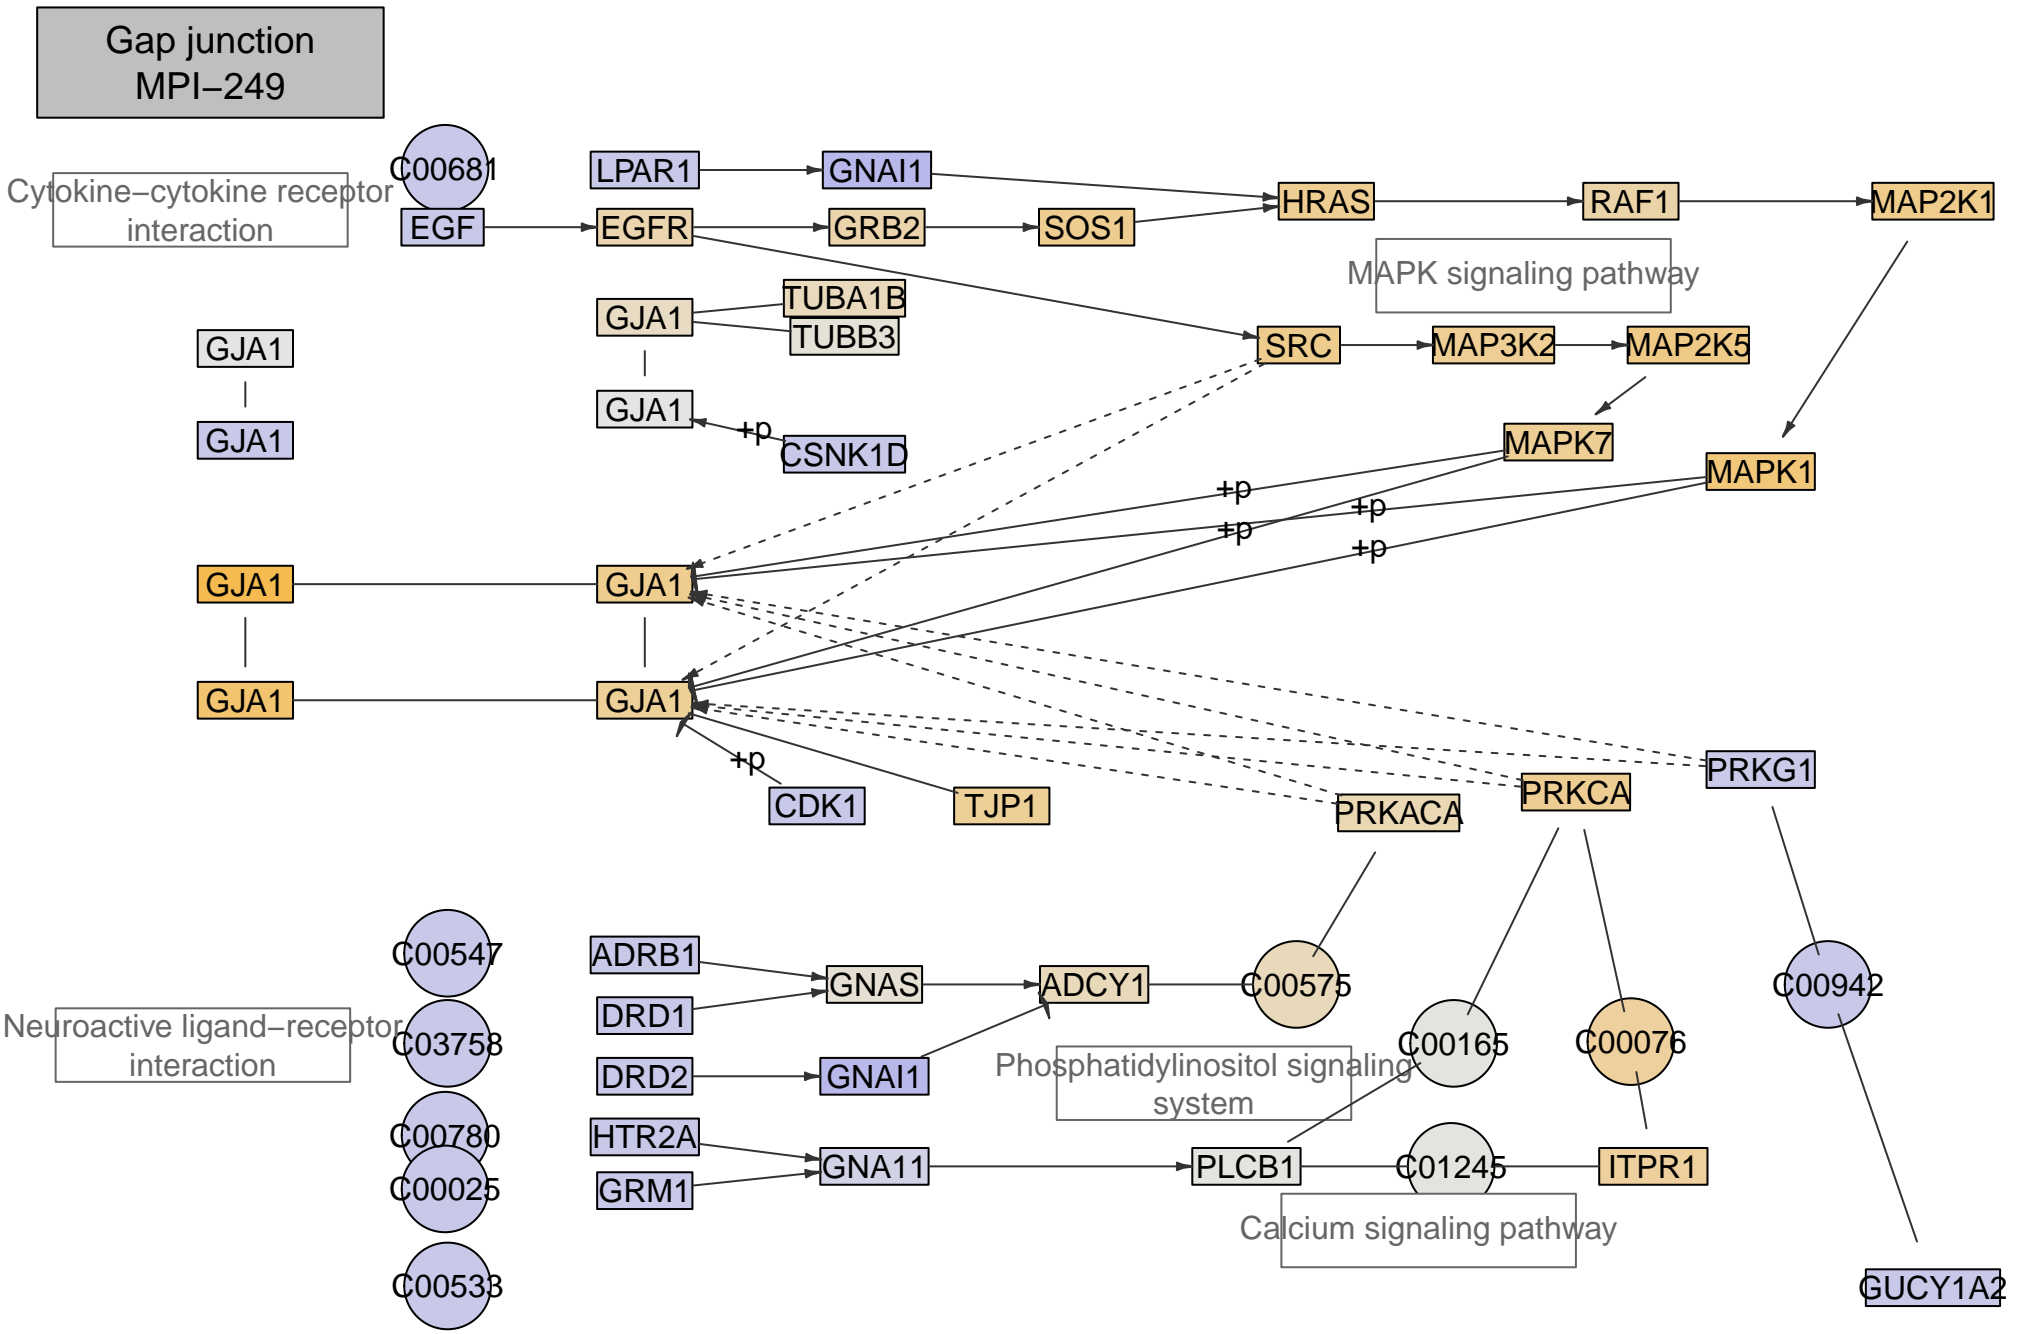 Gap junction
MPI−249
C00681
Cytokine−cytokine receptor
interaction
LPAR1
GNAI1
HRAS
RAF1
MAP2K1
EGF
EGFR
GRB2
SOS1
MAPK signaling pathway
TUBA1B
GJA1
TUBB3
GJA1
SRC
MAP3K2
MAP2K5
GJA1
+p
CSNK1D
GJA1
MAPK7
MAPK1
+p
+p
+p
+p
GJA1
GJA1
GJA1
GJA1
+p
CDK1
TJP1
PRKACA
PRKCA
PRKG1
C00547
ADRB1
GNAS
ADCY1
C00575
C00942
DRD1
Neuroactive ligand−receptor
interaction
C03758
C00165
C00076
DRD2
GNAI1
Phosphatidylinositol signaling
system
C00780
HTR2A
GNA11
PLCB1
C01245
ITPR1
C00025
GRM1
Calcium signaling pathway
C00533
GUCY1A2